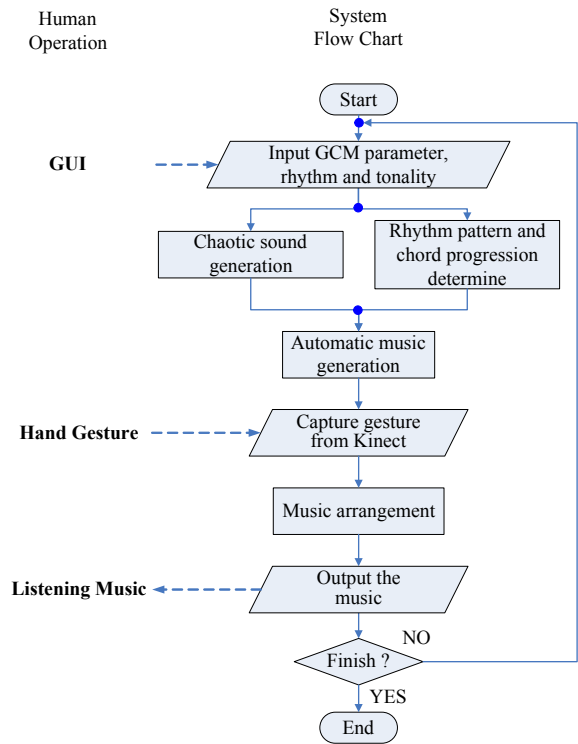 Human
Operation
System
Flow Chart
Start
GUI
Input GCM parameter,
rhythm and tonality
Chaotic sound
generation
Rhythm pattern and
chord progression
determine
Automatic music
generation
Hand Gesture
Capture gesture
from Kinect
Music arrangement
Listening Music
Output the
music
NO
Finish ?
YES
End